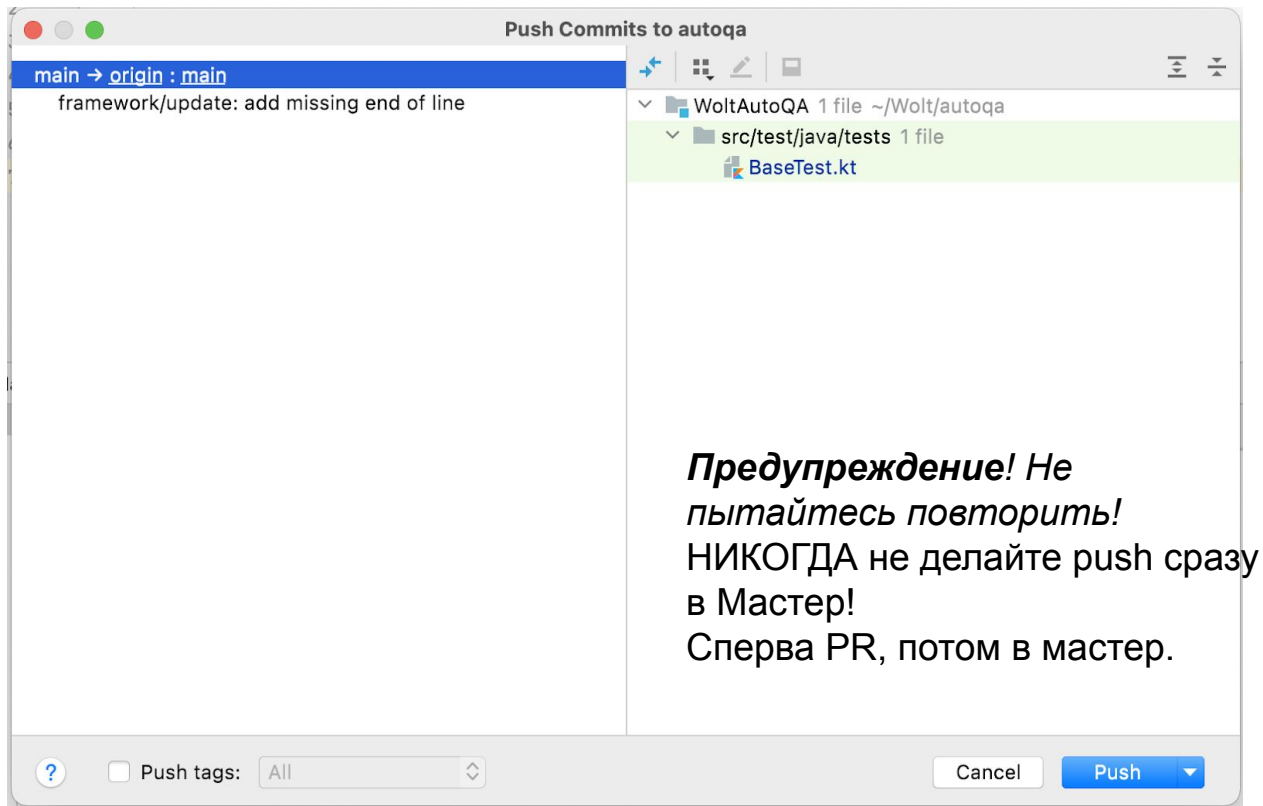 Push Commits to autoqa
main → origin : main
framework/update: add missing end of line
WoltAutoQA 1 file ~/Wolt/autoqa
src/test/java/tests 1 file
BaseTest.kt
Предупреждение! Не
пытайтесь повторить!
НИКОГДА не делайте push сразу
в Мастер!
Сперва PR, потом в мастер.
? Push tags: All Cancel Push